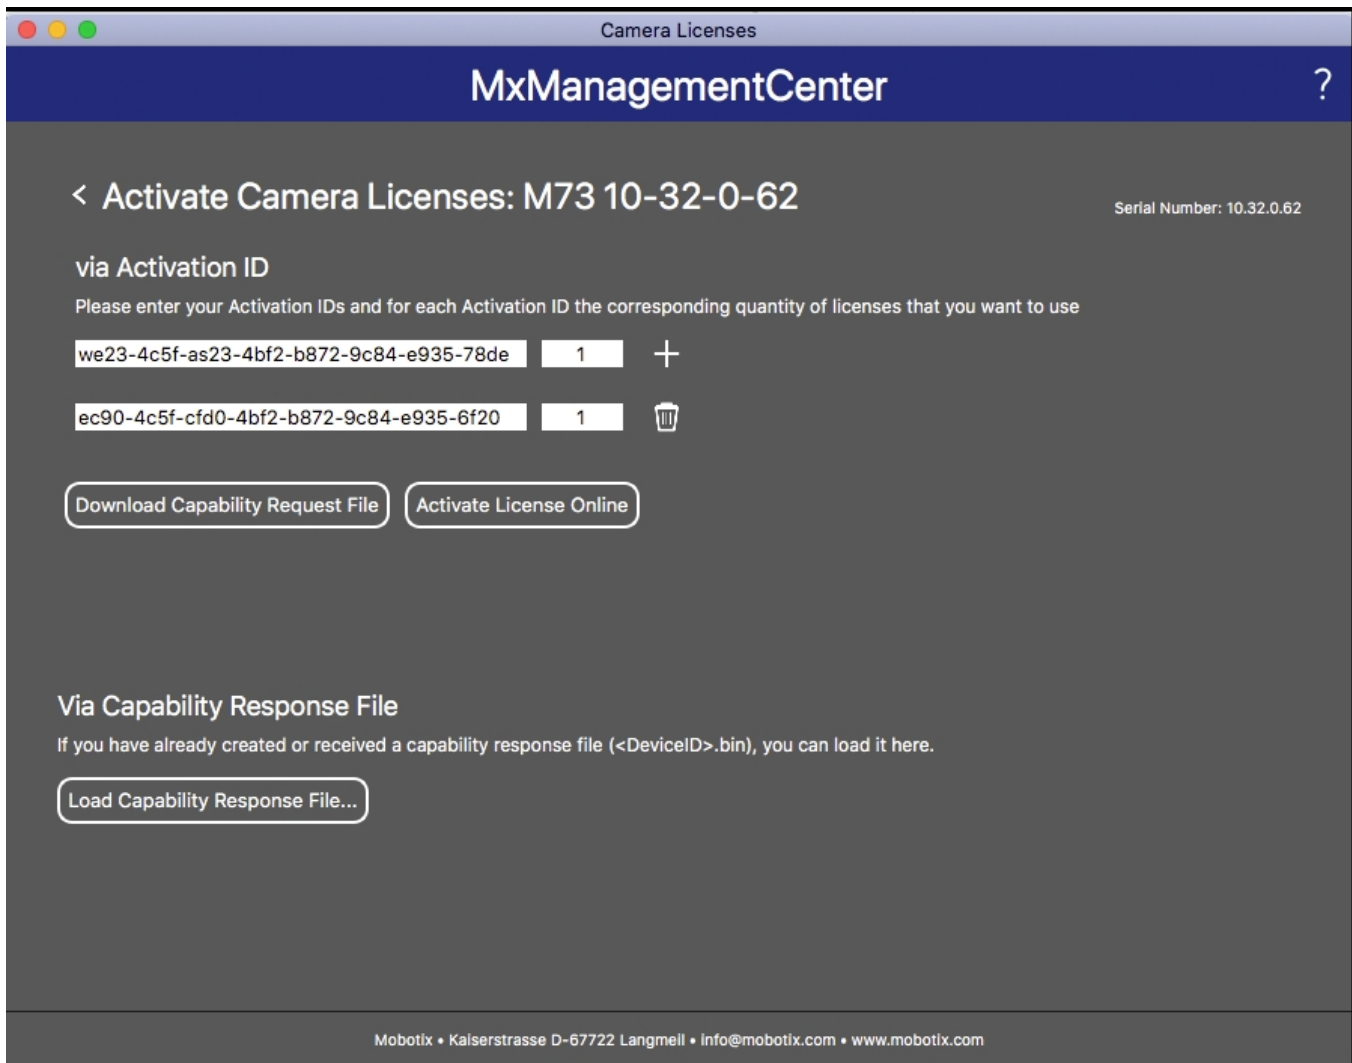 Camera Licenses
MxManagementCenter
?
< Activate Camera Licenses: M73 10-32-0-62
Serial Number: 10.32.0.62
via Activation ID
Please enter your Activation IDs and for each Activation ID the corresponding quantity of licenses that you want to use
we23-4c5f-as23-4bf2-b872-9c84-e935-78de 1 +
ec90-4c5f-cfd0-4bf2-b872-9c84-e935-6f20 1
Download Capability Request File Activate License Online
Via Capability Response File
If you have already created or received a capability response file (<DeviceID>.bin), you can load it here.
Load Capability Response File...
Mobotix • Kaiserstrasse D-67722 Langmeil • info@mobotix.com • www.mobotix.com